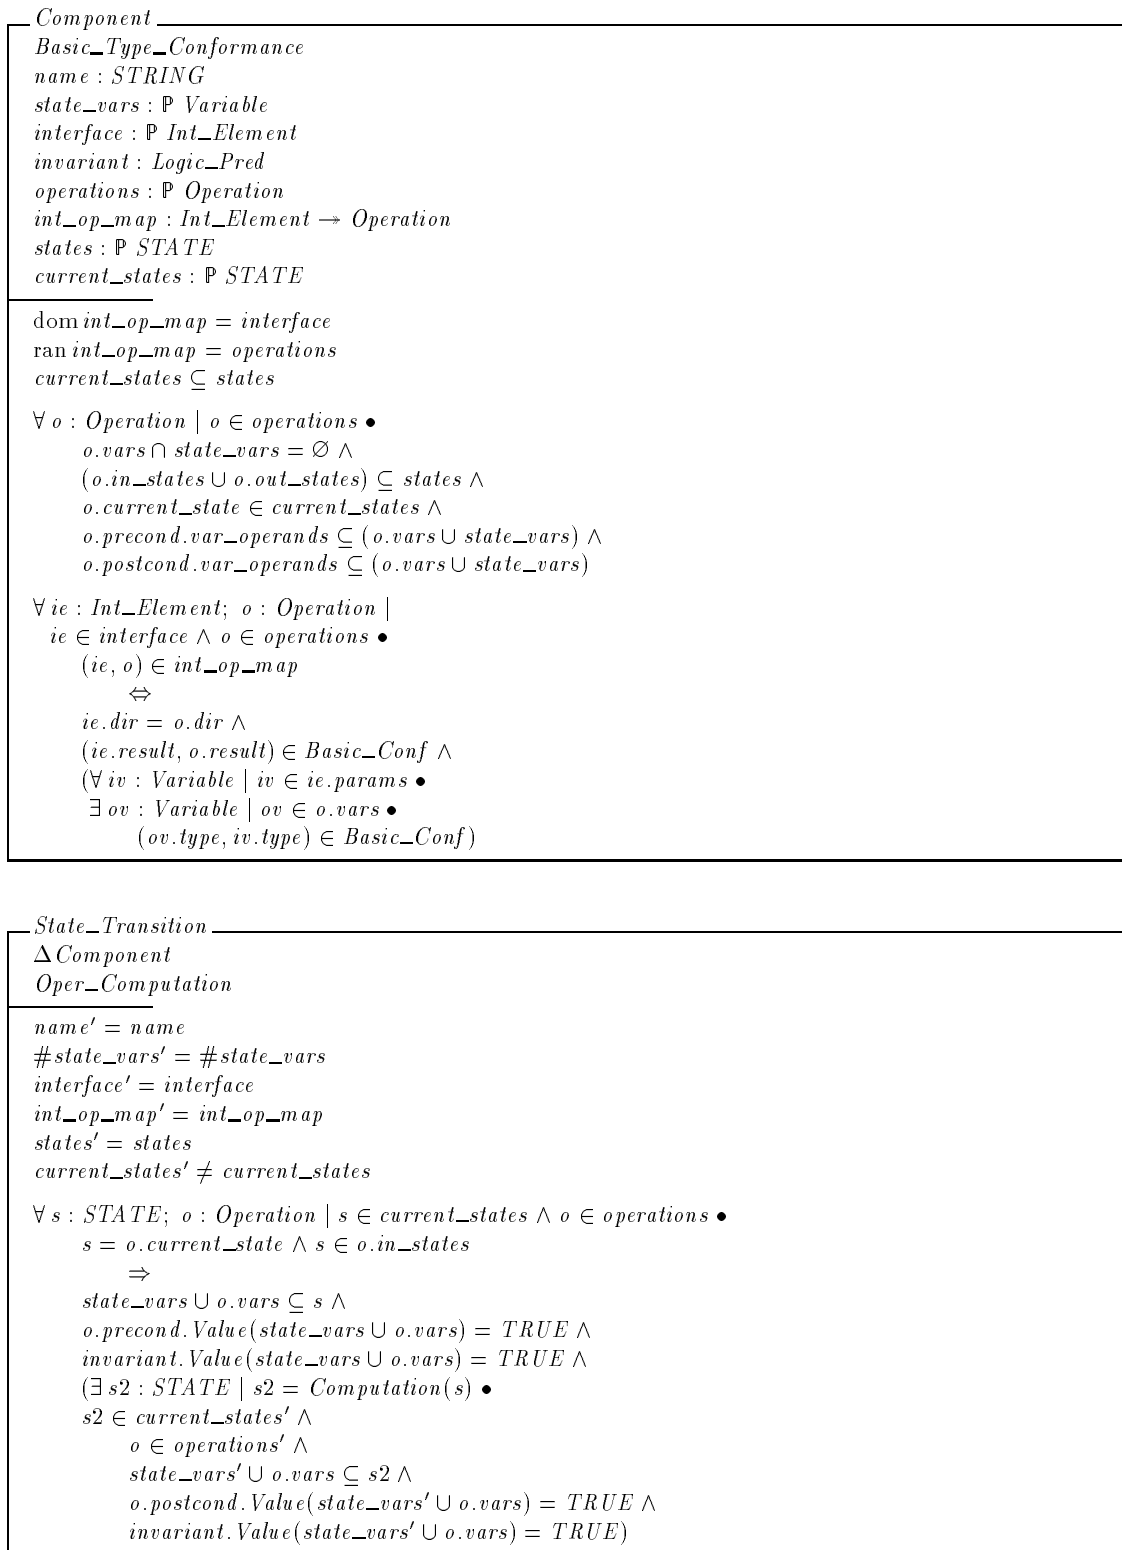 Component
Basic_Type_Conformance
name : STRING
state_vars : ℙ Variable
interface : ℙ Int_Element
invariant : Logic_Pred
operations : ℙ Operation
int_op_map : Int_Element ↠ Operation
states : ℙ STATE
current_states : ℙ STATE
dom int_op_map = interface
ran int_op_map = operations
current_states ⊆ states
∀ o : Operation | o ∈ operations •
o.vars ∩ state_vars = ∅ ∧
(o.in_states ∪ o.out_states) ⊆ states ∧
o.current_state ∈ current_states ∧
o.precond.var_operands ⊆ (o.vars ∪ state_vars) ∧
o.postcond.var_operands ⊆ (o.vars ∪ state_vars)
∀ ie : Int_Element; o : Operation |
ie ∈ interface ∧ o ∈ operations •
(ie, o) ∈ int_op_map
⇔
ie.dir = o.dir ∧
(ie.result, o.result) ∈ Basic_Conf ∧
(∀ iv : Variable | iv ∈ ie.params •
∃ ov : Variable | ov ∈ o.vars •
(ov.type, iv.type) ∈ Basic_Conf)
State_Transition
Δ Component
Oper_Computation
name′ = name
#state_vars′ = #state_vars
interface′ = interface
int_op_map′ = int_op_map
states′ = states
current_states′ ≠ current_states
∀ s : STATE; o : Operation | s ∈ current_states ∧ o ∈ operations •
s = o.current_state ∧ s ∈ o.in_states
⇒
state_vars ∪ o.vars ⊆ s ∧
o.precond.Value(state_vars ∪ o.vars) = TRUE ∧
invariant.Value(state_vars ∪ o.vars) = TRUE ∧
(∃ s2 : STATE | s2 = Computation(s) •
s2 ∈ current_states′ ∧
o ∈ operations′ ∧
state_vars′ ∪ o.vars ⊆ s2 ∧
o.postcond.Value(state_vars′ ∪ o.vars) = TRUE ∧
invariant.Value(state_vars′ ∪ o.vars) = TRUE)